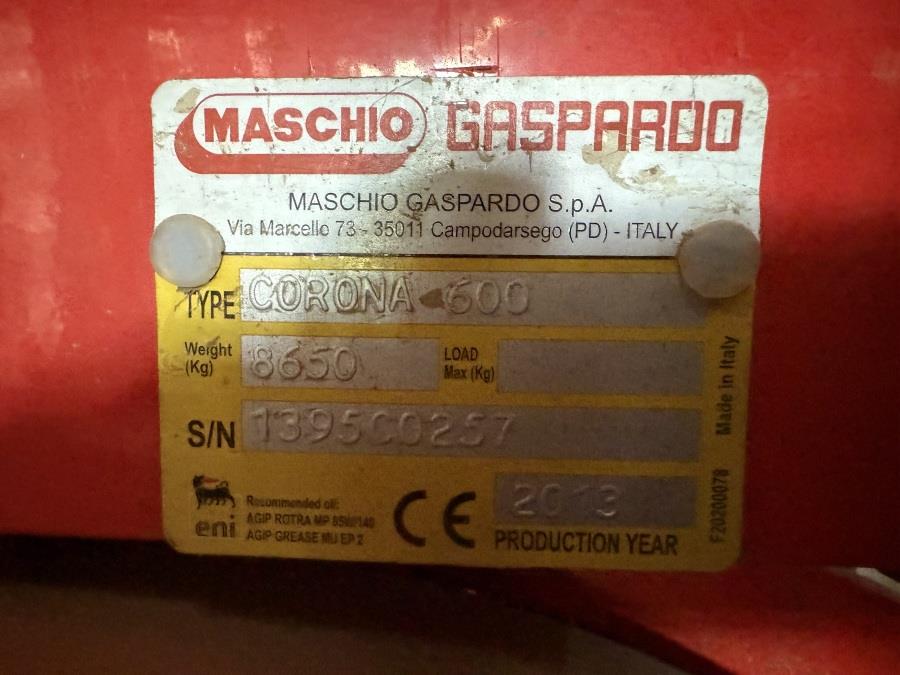 MASCHIO GASPARDO
MASCHIO GASPARDO S.p.A.
Via Marcello 73 - 35011 Campodarsego (PD) - ITALY
TYPE CORONA 600
Weight (Kg) 8650 LOAD Max (Kg)
S/N 1395C0257
eni
Recommended oil:
AGIP ROTRA MP 85W/140
AGIP GREASE MU EP 2
CE
2013
PRODUCTION YEAR
F20200078 Made in Italy